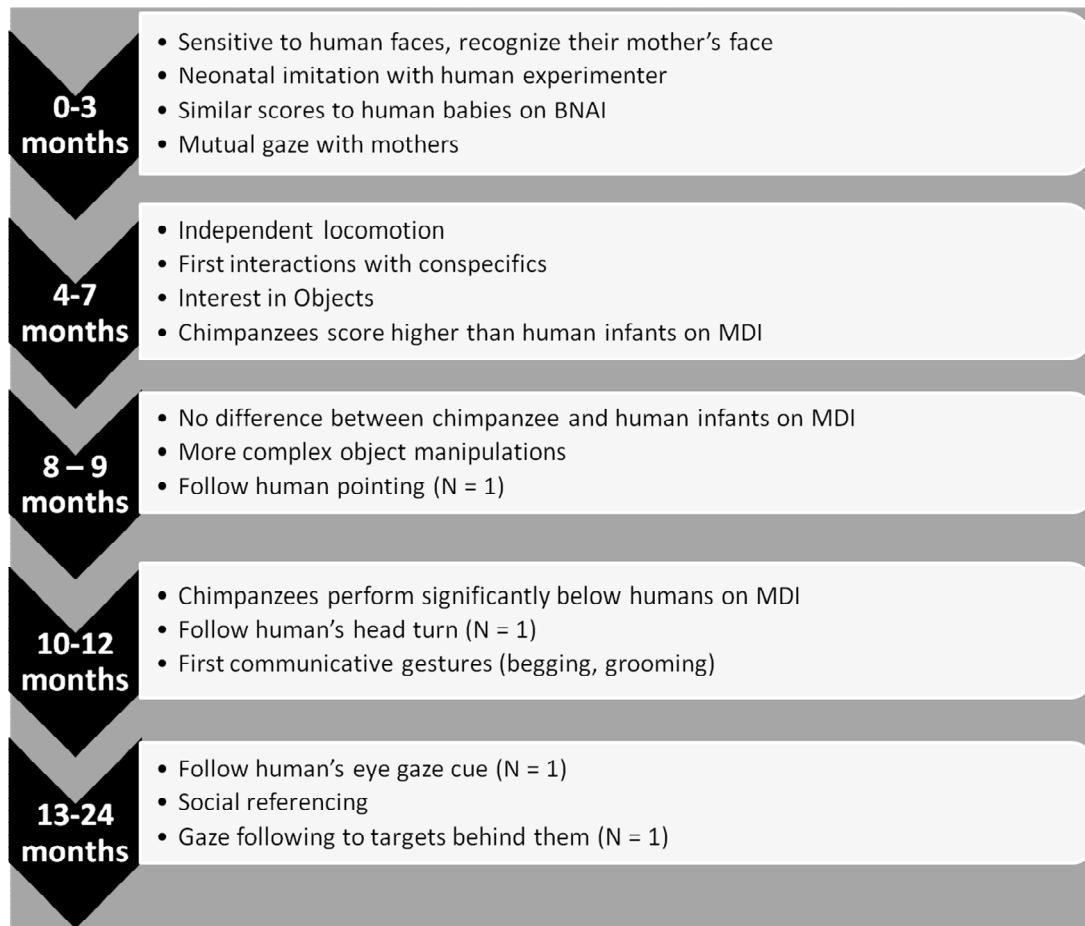 0-3
months
• Sensitive to human faces, recognize their mother's face
• Neonatal imitation with human experimenter
• Similar scores to human babies on BNAI
• Mutual gaze with mothers
4-7
months
• Independent locomotion
• First interactions with conspecifics
• Interest in Objects
• Chimpanzees score higher than human infants on MDI
8 – 9
months
• No difference between chimpanzee and human infants on MDI
• More complex object manipulations
• Follow human pointing (N = 1)
10-12
months
• Chimpanzees perform significantly below humans on MDI
• Follow human's head turn (N = 1)
• First communicative gestures (begging, grooming)
13-24
months
• Follow human's eye gaze cue (N = 1)
• Social referencing
• Gaze following to targets behind them (N = 1)